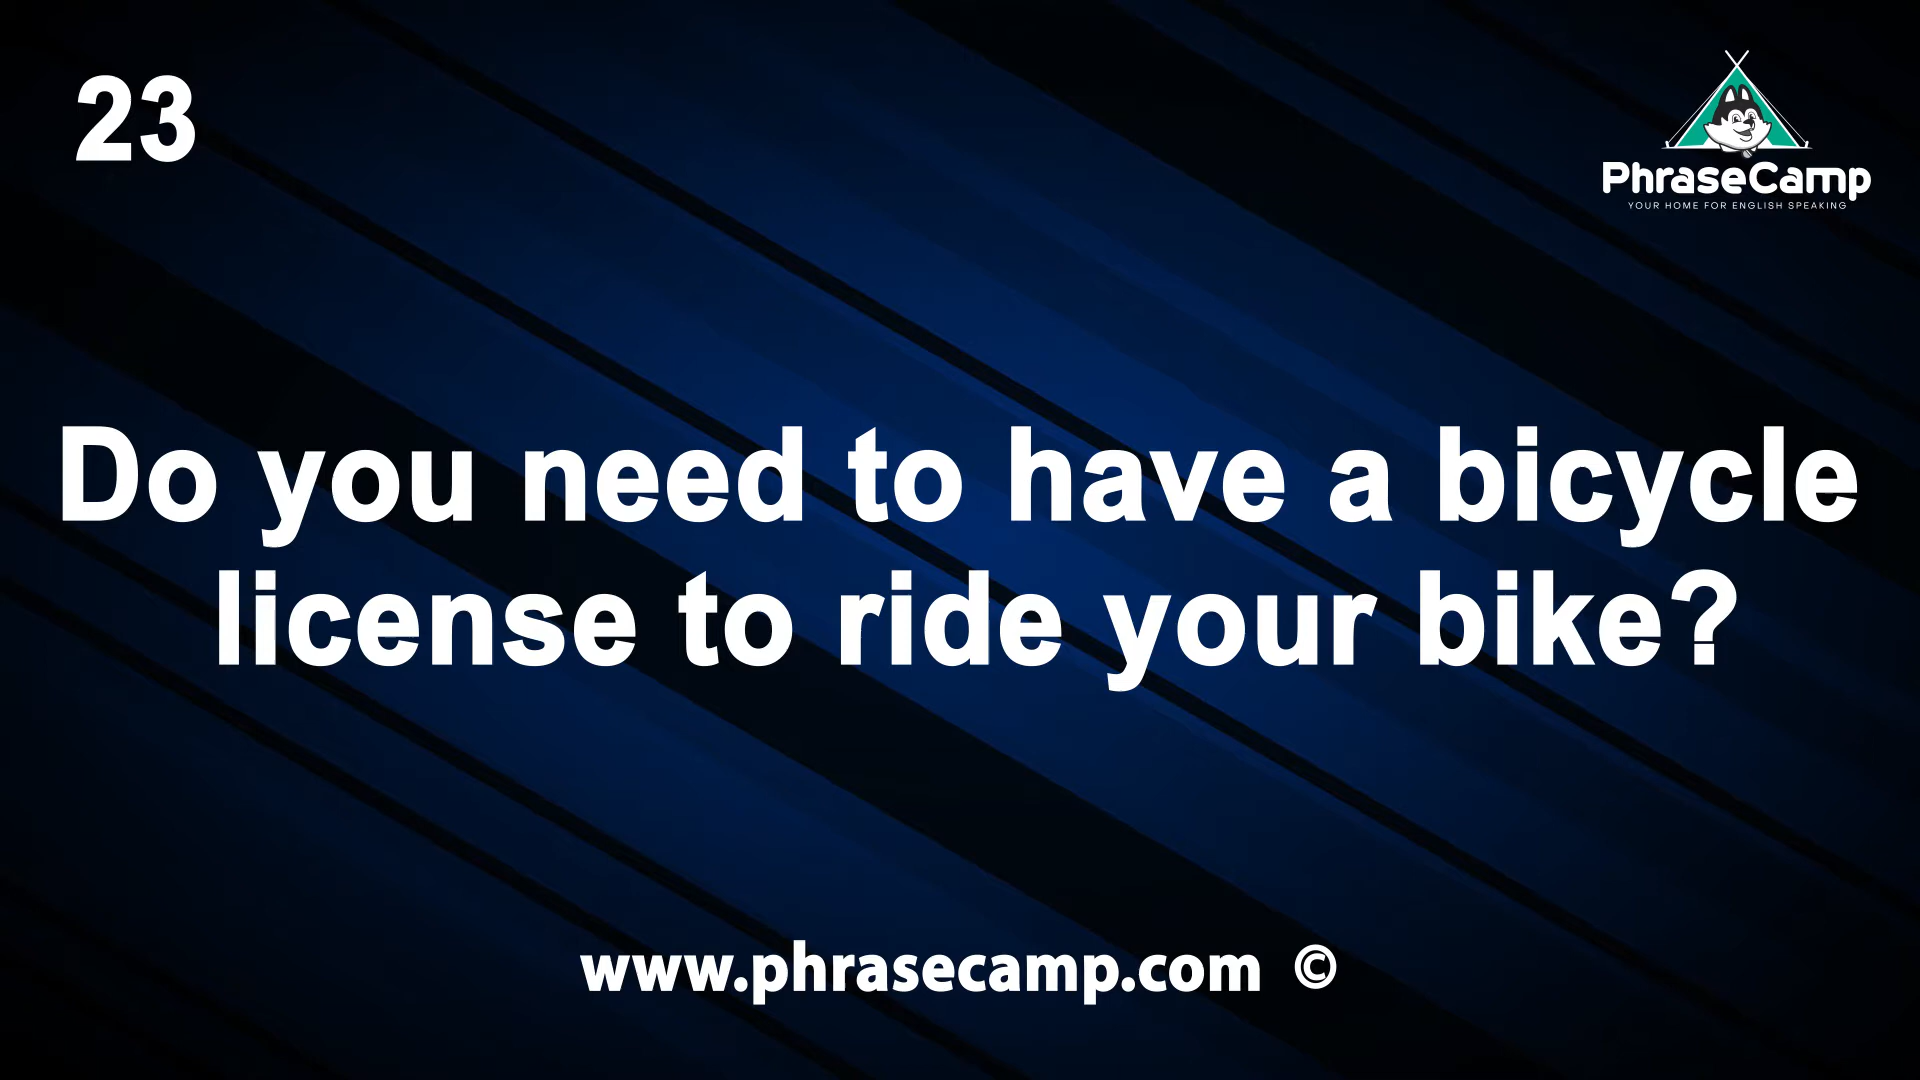 23
PhraseCamp
YOUR HOME FOR ENGLISH SPEAKING
Do you need to have a bicycle
license to ride your bike?
www.phrasecamp.com ©